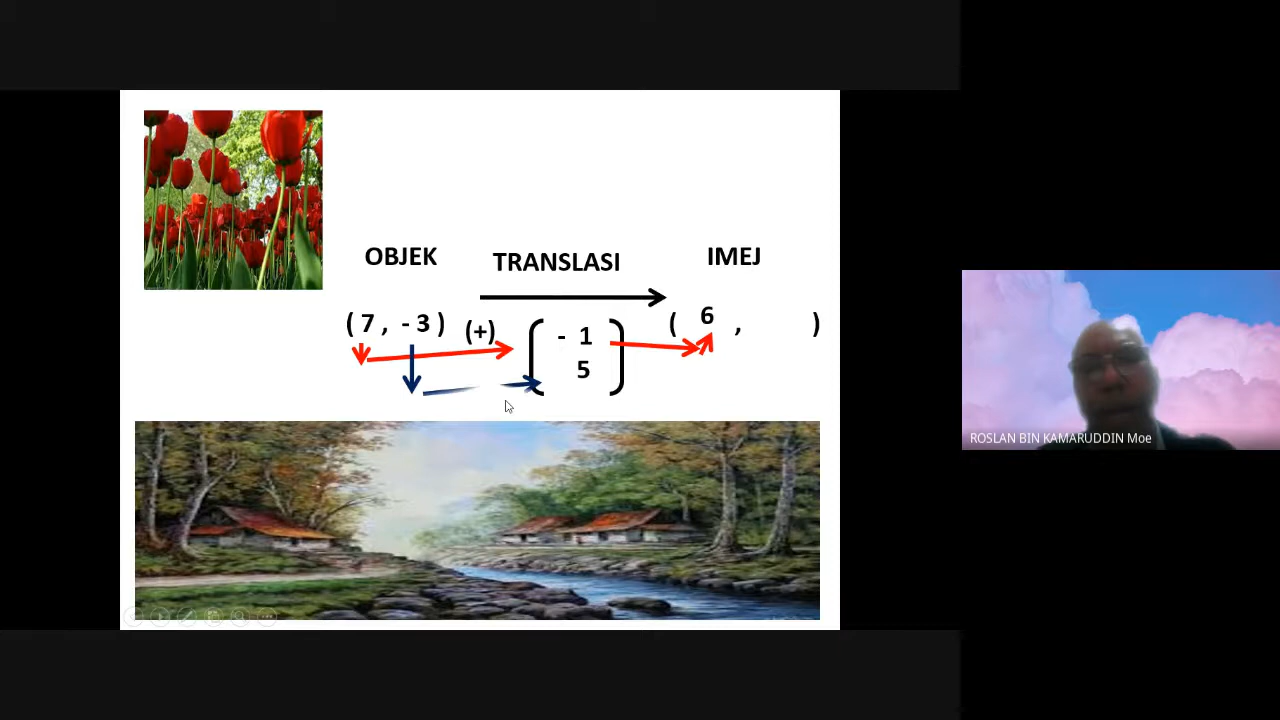 OBJEK TRANSLASI IMEJ
( 7 , - 3 ) (+) ( - 1 ) ( 6 , )
5
ROSLAN BIN KAMARUDDIN Moe